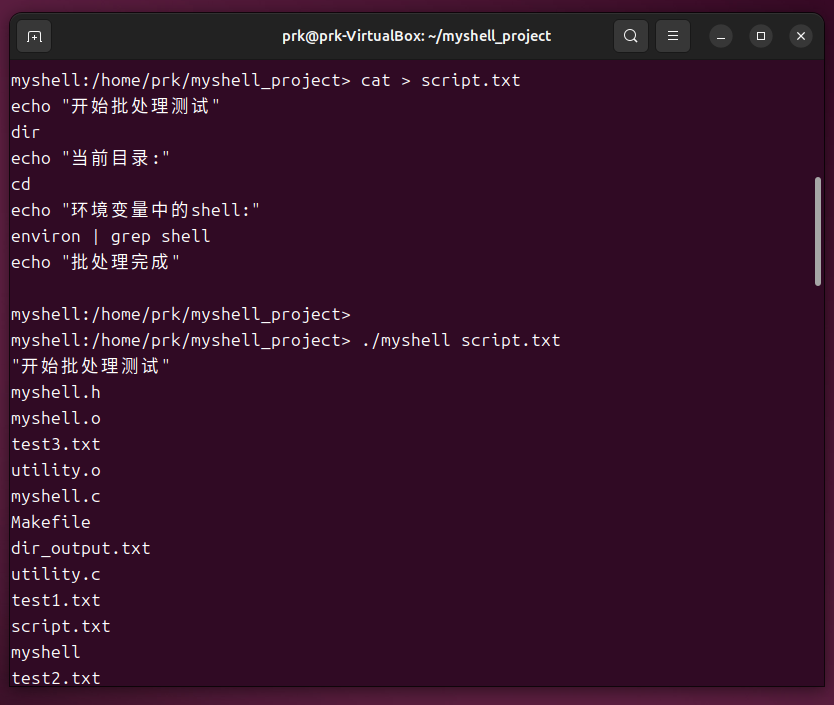 prk@prk-VirtualBox: ~/myshell_project
myshell:/home/prk/myshell_project> cat > script.txt
echo "开始批处理测试"
dir
echo "当前目录:"
cd
echo "环境变量中的shell:"
environ | grep shell
echo "批处理完成"
myshell:/home/prk/myshell_project>
myshell:/home/prk/myshell_project> ./myshell script.txt
"开始批处理测试"
myshell.h
myshell.o
test3.txt
utility.o
myshell.c
Makefile
dir_output.txt
utility.c
test1.txt
script.txt
myshell
test2.txt